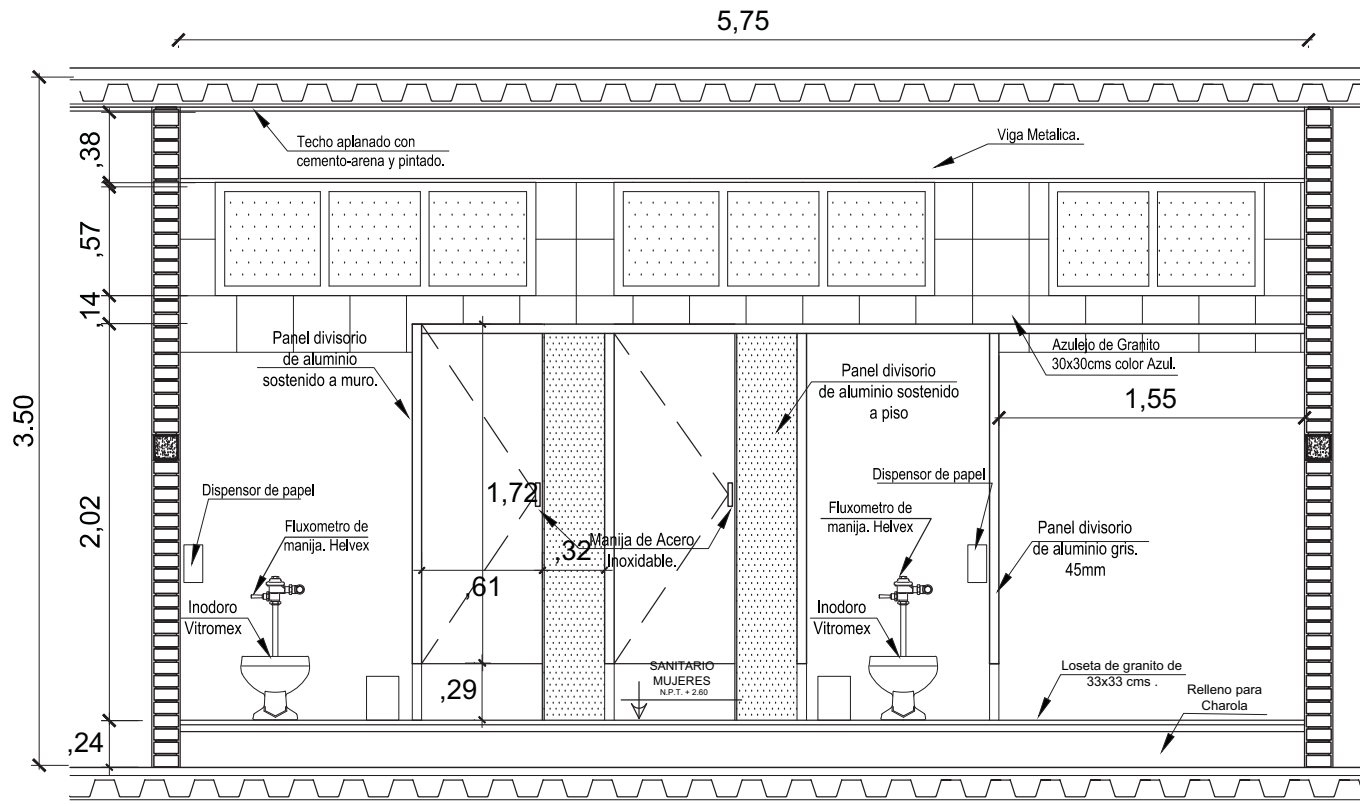 5,75
Techo aplanado con
cemento-arena y pintado.
Viga Metalica.
,38
,57
,14
Panel divisorio
de aluminio
sostenido a muro.
Azulejo de Granito
30x30cms color Azul.
Panel divisorio
de aluminio sostenido
a piso
1,55
3.50
2,02
Dispensor de papel
Fluxometro de
manija. Helvex
1,72
,32
Manija de Acero
Inoxidable.
Dispensor de papel
Fluxometro de
manija. Helvex
Panel divisorio
de aluminio gris.
45mm
Inodoro
Vitromex
,61
Inodoro
Vitromex
,29
SANITARIO
MUJERES
N.P.T. + 2.60
Loseta de granito de
33x33 cms .
Relleno para
Charola
,24